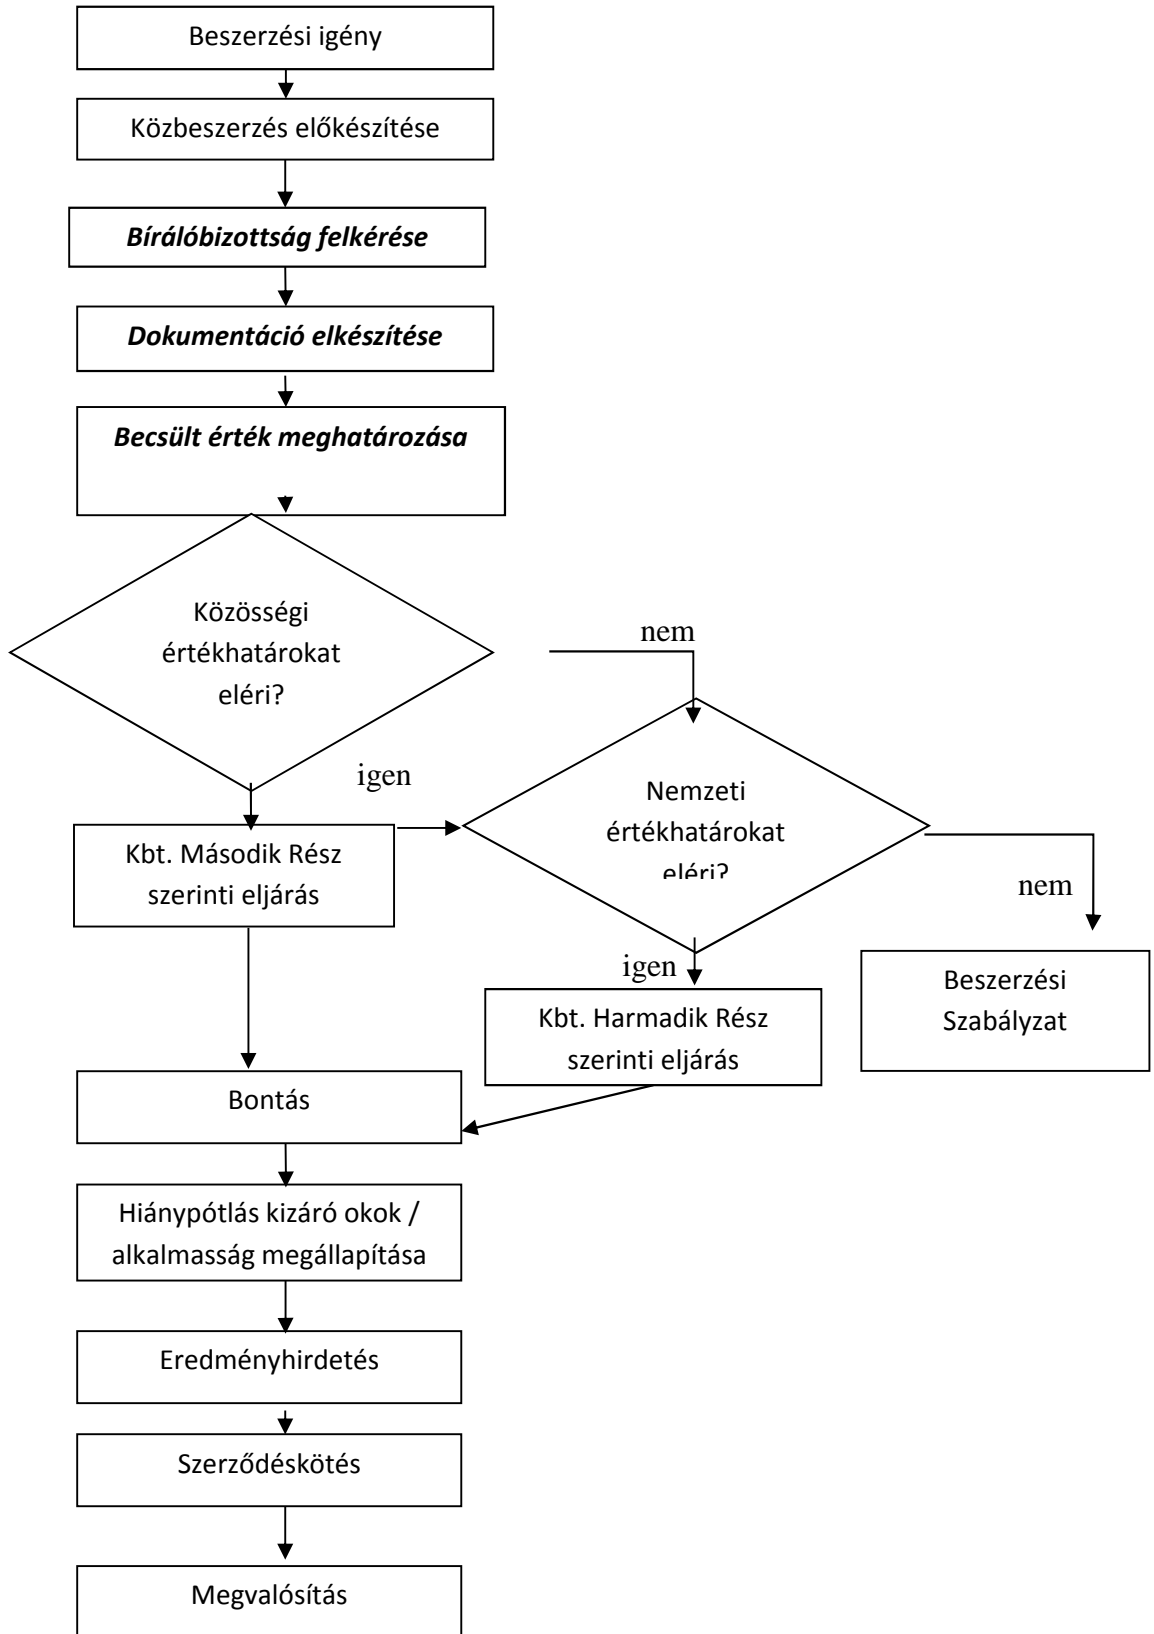 Beszerzési igény
Közbeszerzés előkészítése
Bírálóbizottság felkérése
Dokumentáció elkészítése
Becsült érték meghatározása
Közösségi
értékhatárokat
eléri?
nem
igen
Nemzeti
értékhatárokat
eléri?
nem
Kbt. Második Rész
szerinti eljárás
igen
Kbt. Harmadik Rész
szerinti eljárás
Beszerzési
Szabályzat
Bontás
Hiánypótlás kizáró okok /
alkalmasság megállapítása
Eredményhirdetés
Szerződéskötés
Megvalósítás